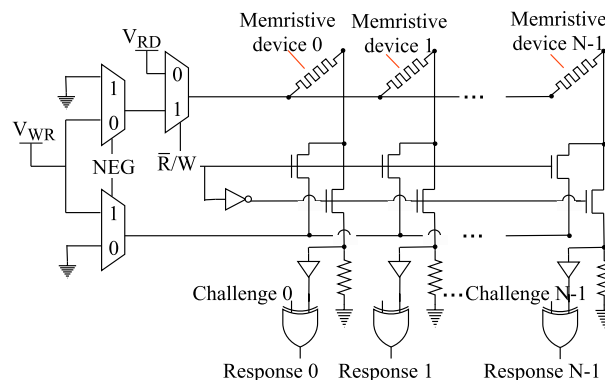 Memristive
device 0
Memristive
device 1
Memristive
device N-1
V_RD
0
1
1
0
V_WR
NEG
R̅/W
1
0
...
...
Challenge 0
...Challenge N-1
Response 0
Response 1
Response N-1